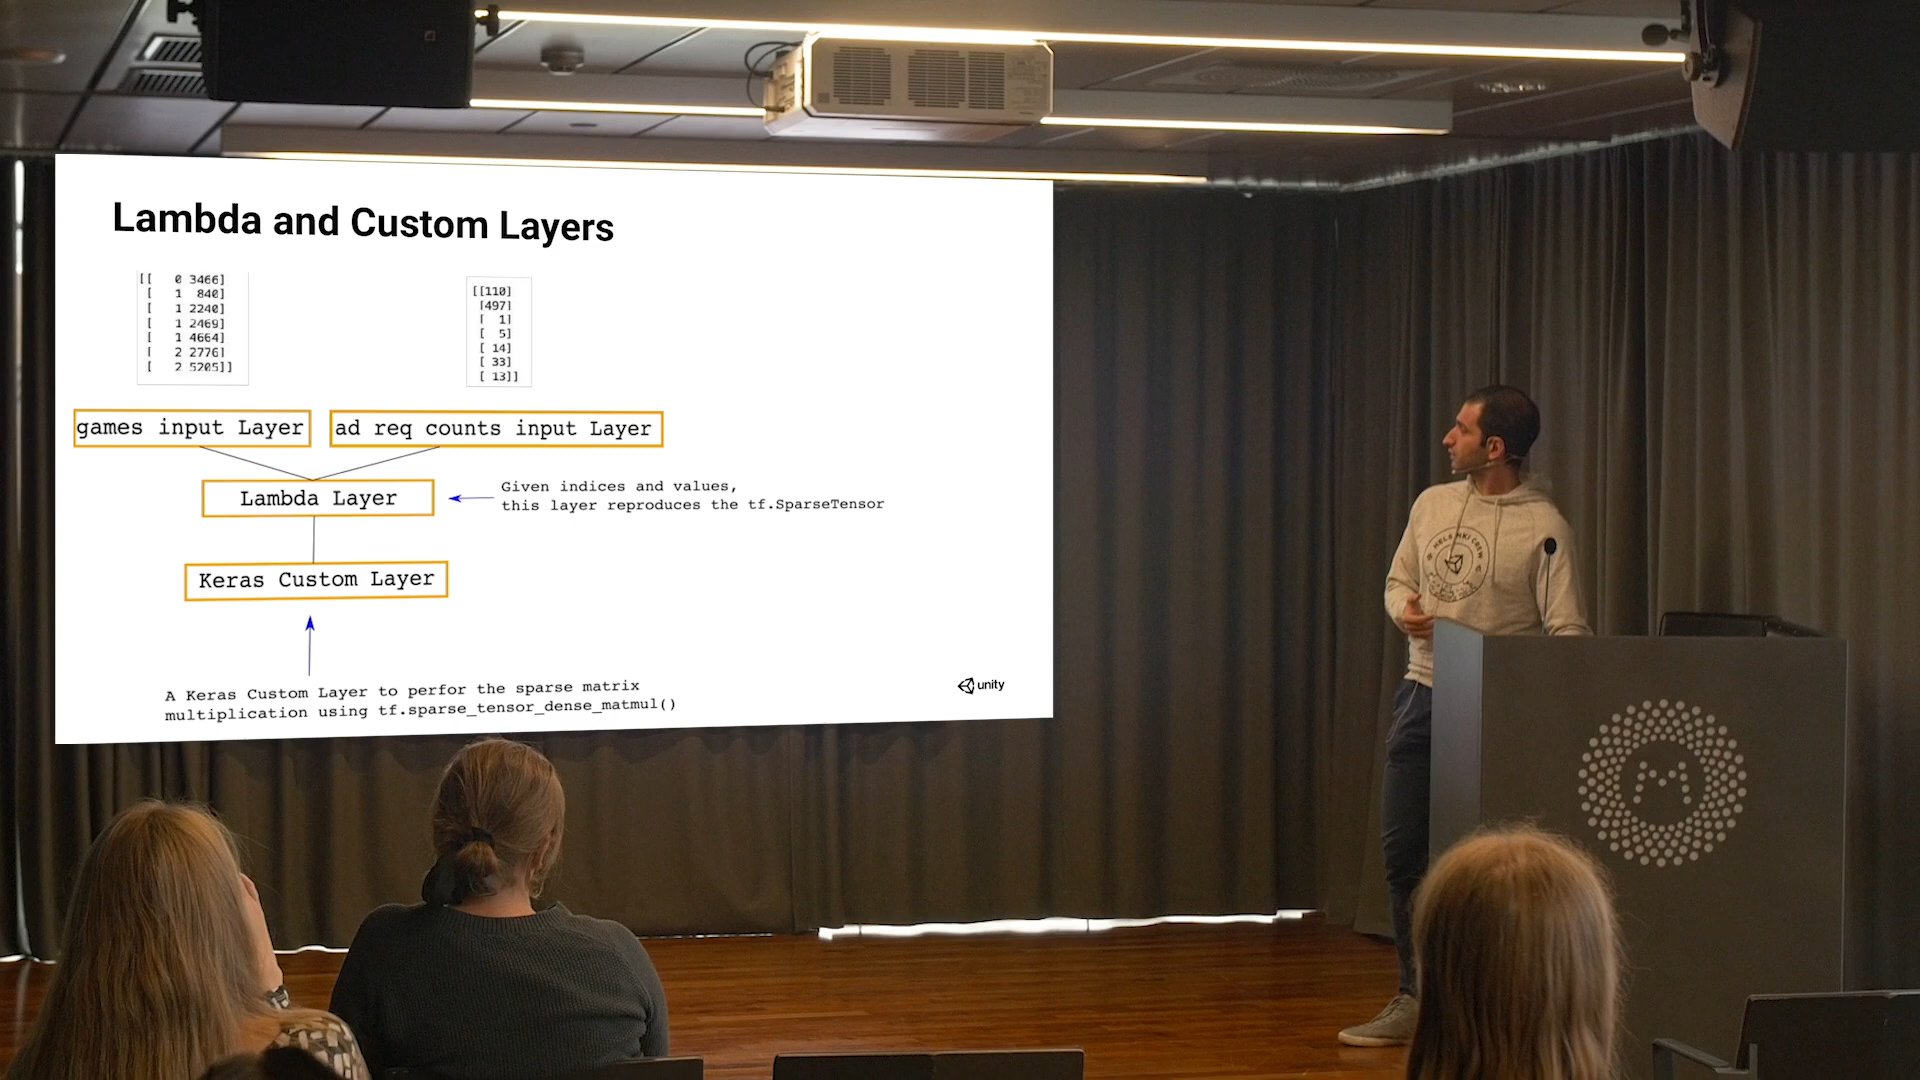 Lambda and Custom Layers
[[ 0 3466]
[ 1 840]
[ 1 2240]
[ 1 2469]
[ 1 4664]
[ 2 2776]
[ 2 5205]]
[[110]
[497]
[ 1]
[ 5]
[ 14]
[ 33]
[ 13]]
games input Layer
ad req counts input Layer
Lambda Layer
Given indices and values,
this layer reproduces the tf.SparseTensor
Keras Custom Layer
A Keras Custom Layer to perfor the sparse matrix
multiplication using tf.sparse_tensor_dense_matmul()
unity
HELSINKI CREW
M